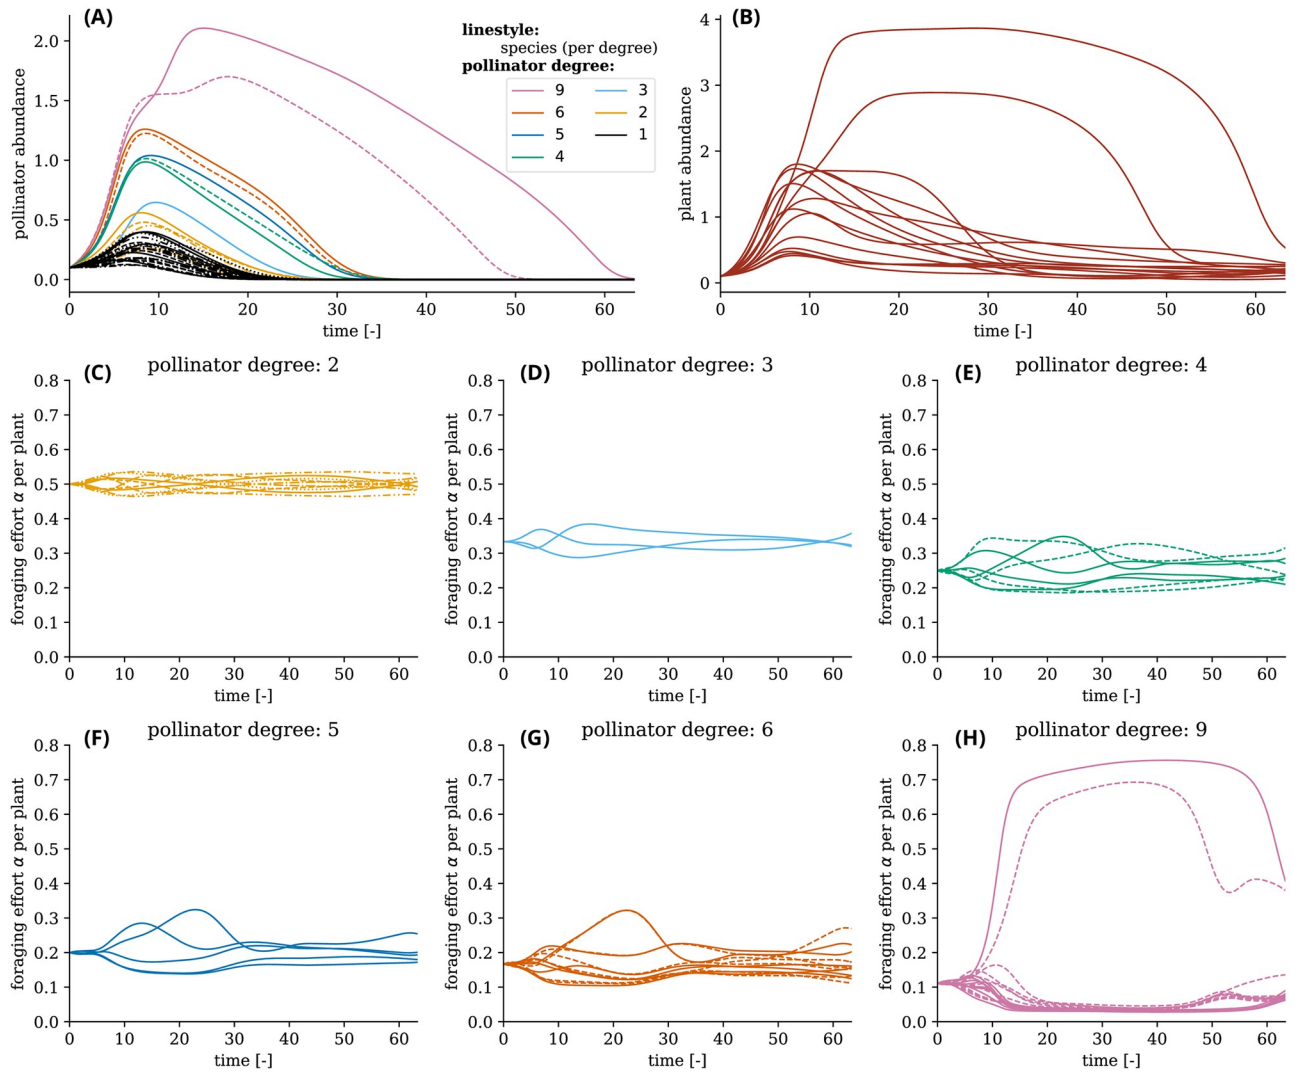 (A)
linestyle:
species (per degree)
pollinator degree:
9 3
6 2
5 1
4
pollinator abundance
2.0
1.5
1.0
0.5
0.0
0 10 20 30 40 50 60
time [-]
(B)
plant abundance
4
3
2
1
0
0 10 20 30 40 50 60
time [-]
(C) pollinator degree: 2
foraging effort α per plant
0.8
0.7
0.6
0.5
0.4
0.3
0.2
0.1
0.0
0 10 20 30 40 50 60
time [-]
(D) pollinator degree: 3
foraging effort α per plant
0.8
0.7
0.6
0.5
0.4
0.3
0.2
0.1
0.0
0 10 20 30 40 50 60
time [-]
(E) pollinator degree: 4
foraging effort α per plant
0.8
0.7
0.6
0.5
0.4
0.3
0.2
0.1
0.0
0 10 20 30 40 50 60
time [-]
(F) pollinator degree: 5
foraging effort α per plant
0.8
0.7
0.6
0.5
0.4
0.3
0.2
0.1
0.0
0 10 20 30 40 50 60
time [-]
(G) pollinator degree: 6
foraging effort α per plant
0.8
0.7
0.6
0.5
0.4
0.3
0.2
0.1
0.0
0 10 20 30 40 50 60
time [-]
(H) pollinator degree: 9
foraging effort α per plant
0.8
0.7
0.6
0.5
0.4
0.3
0.2
0.1
0.0
0 10 20 30 40 50 60
time [-]